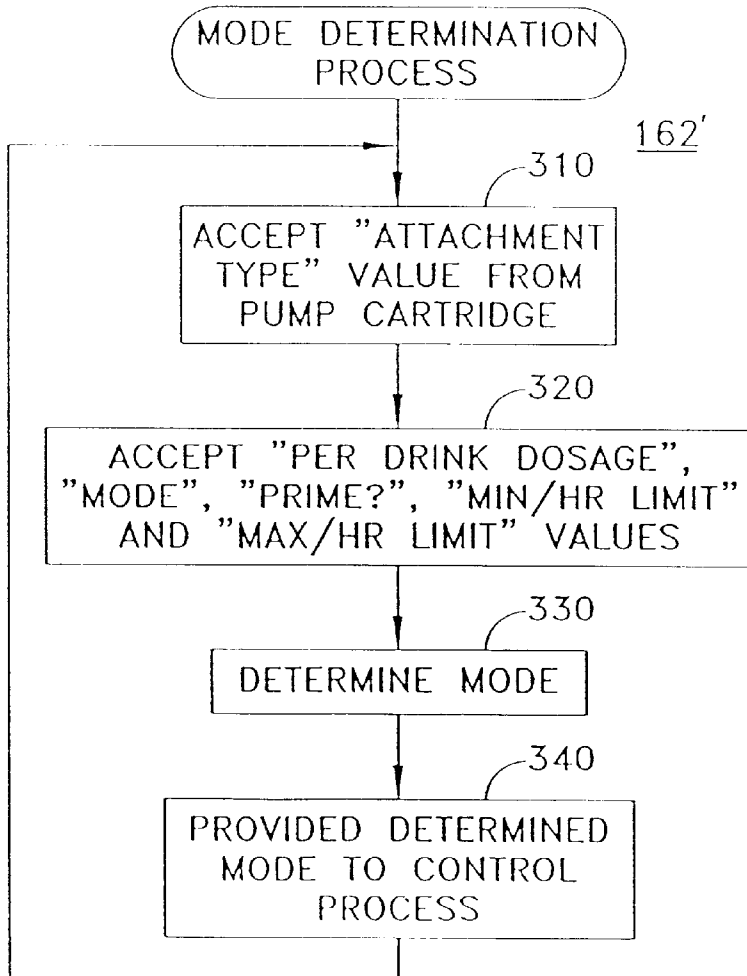 MODE DETERMINATION
PROCESS
162'
310
ACCEPT "ATTACHMENT
TYPE" VALUE FROM
PUMP CARTRIDGE
320
ACCEPT "PER DRINK DOSAGE",
"MODE", "PRIME?", "MIN/HR LIMIT"
AND "MAX/HR LIMIT" VALUES
330
DETERMINE MODE
340
PROVIDED DETERMINED
MODE TO CONTROL
PROCESS